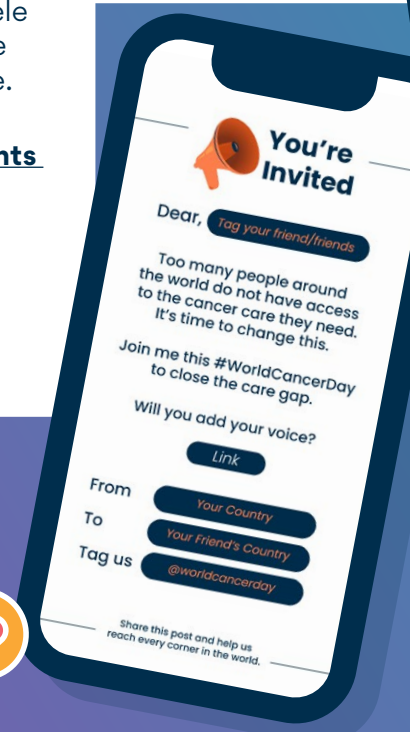 You're
Invited
Dear, Tag your friend/friends
Too many people around
the world do not have access
to the cancer care they need.
It's time to change this.
Join me this #WorldCancerDay
to close the care gap.
Will you add your voice?
Link
From Your Country
To Your Friend's Country
Tag us @worldcancerday
Share this post and help us
reach every corner in the world.